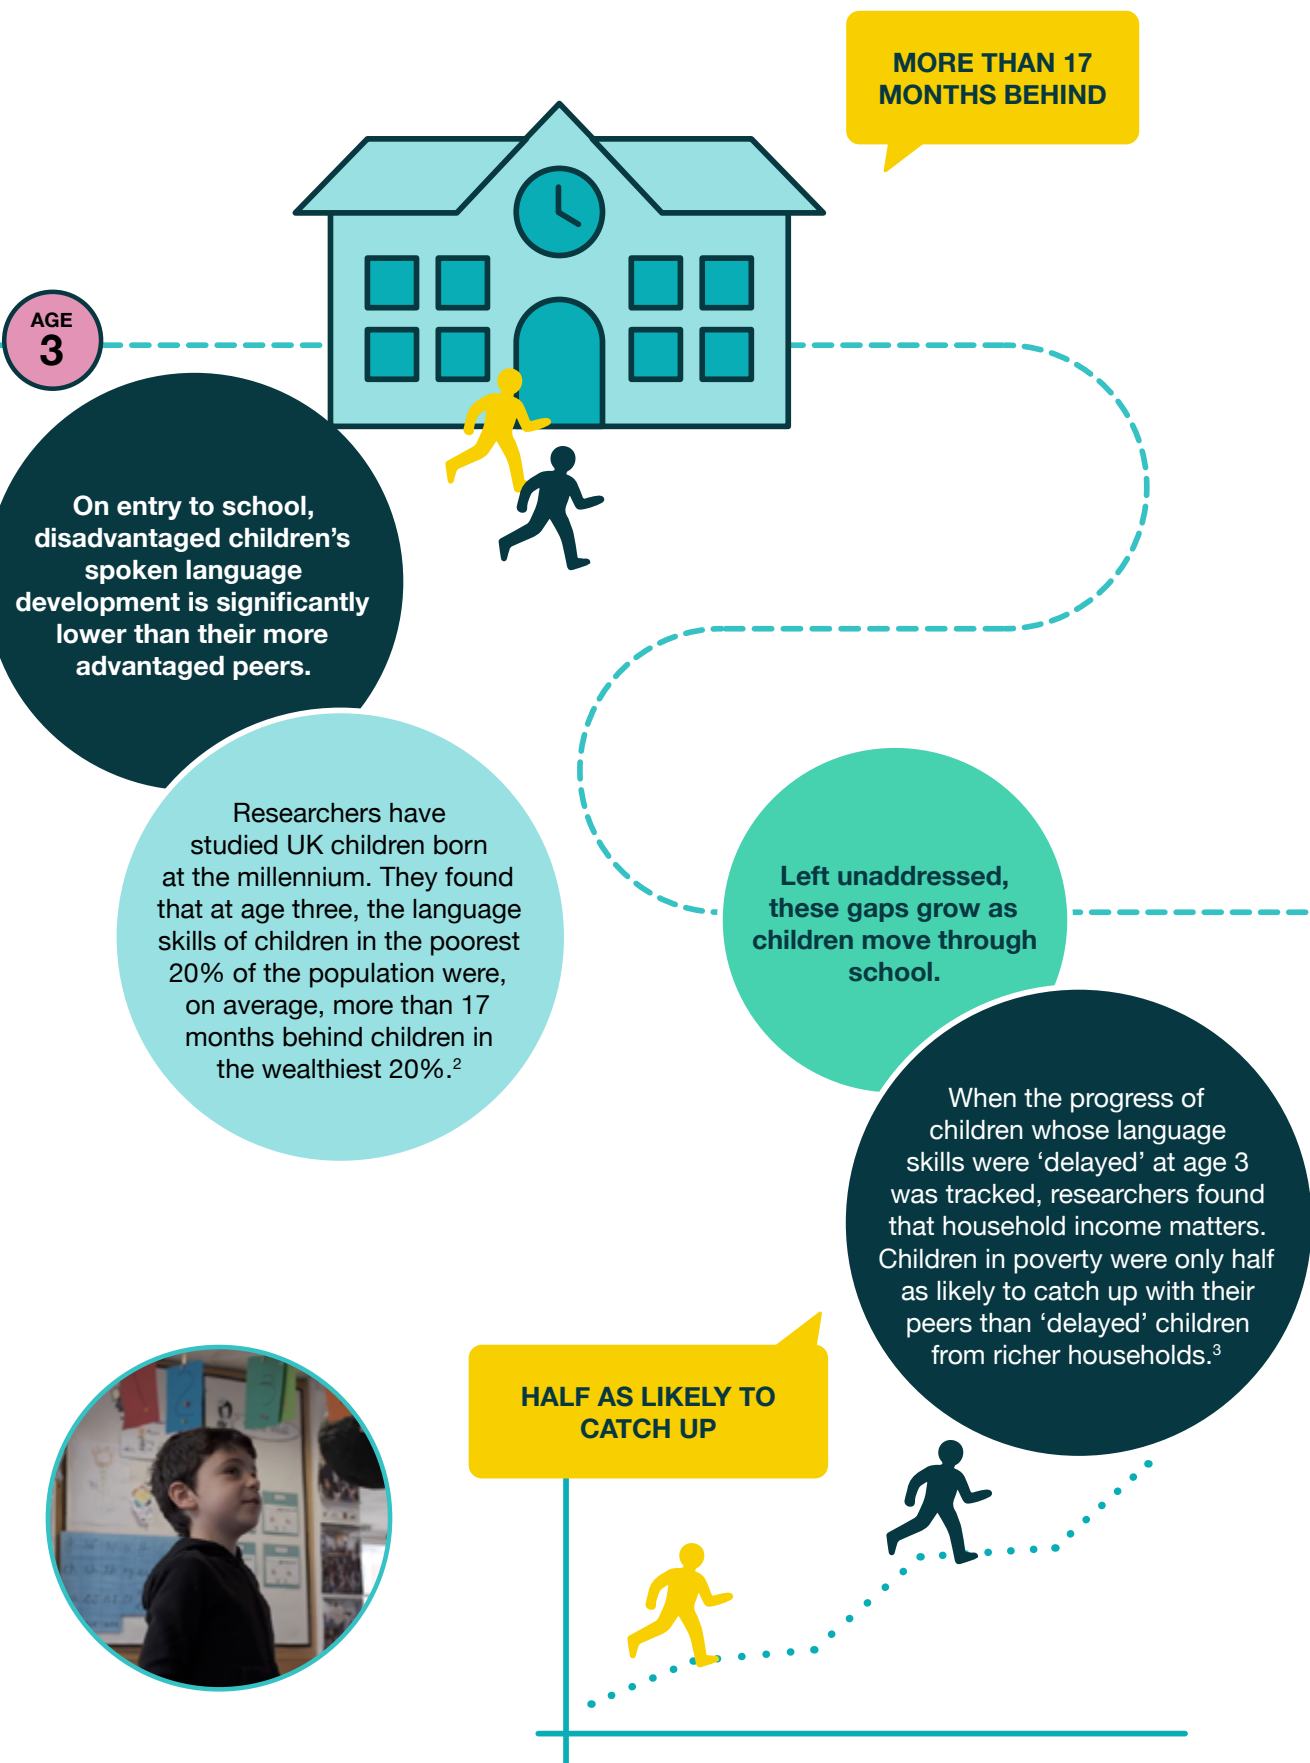 MORE THAN 17
MONTHS BEHIND
AGE
3
On entry to school,
disadvantaged children’s
spoken language
development is significantly
lower than their more
advantaged peers.
Researchers have
studied UK children born
at the millennium. They found
that at age three, the language
skills of children in the poorest
20% of the population were,
on average, more than 17
months behind children in
the wealthiest 20%.²
Left unaddressed,
these gaps grow as
children move through
school.
When the progress of
children whose language
skills were ‘delayed’ at age 3
was tracked, researchers found
that household income matters.
Children in poverty were only half
as likely to catch up with their
peers than ‘delayed’ children
from richer households.³
HALF AS LIKELY TO
CATCH UP